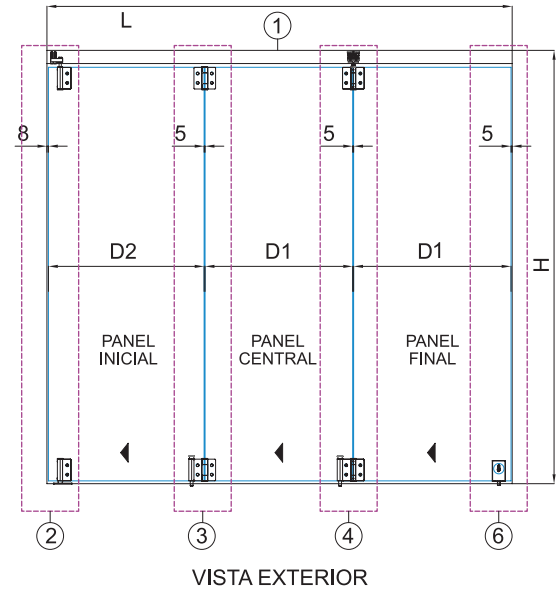 L
1
8
5
5
5
D2
D1
D1
H
PANEL
INICIAL
PANEL
CENTRAL
PANEL
FINAL
2
3
4
6
VISTA EXTERIOR